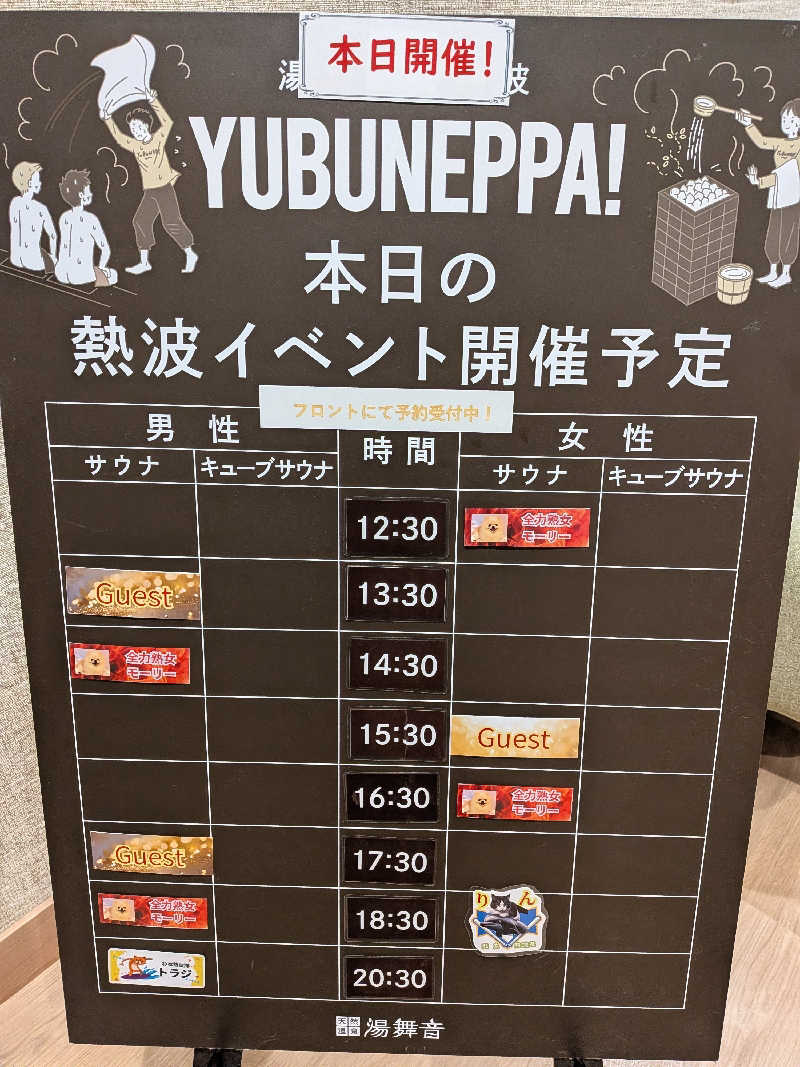 本日開催!
湯 波
YUBUNEPPA!
本日の
熱波イベント開催予定
フロントにて予約受付中!
男性 時間 女性
サウナ キューブサウナ サウナ キューブサウナ
12:30 全力熟女
モーリー
Guest 13:30
全力熟女
モーリー
14:30
15:30 Guest
16:30 全力熟女
モーリー
Guest 17:30
全力熟女
モーリー
18:30 りん
トラジ 20:30
天然温泉 湯舞音